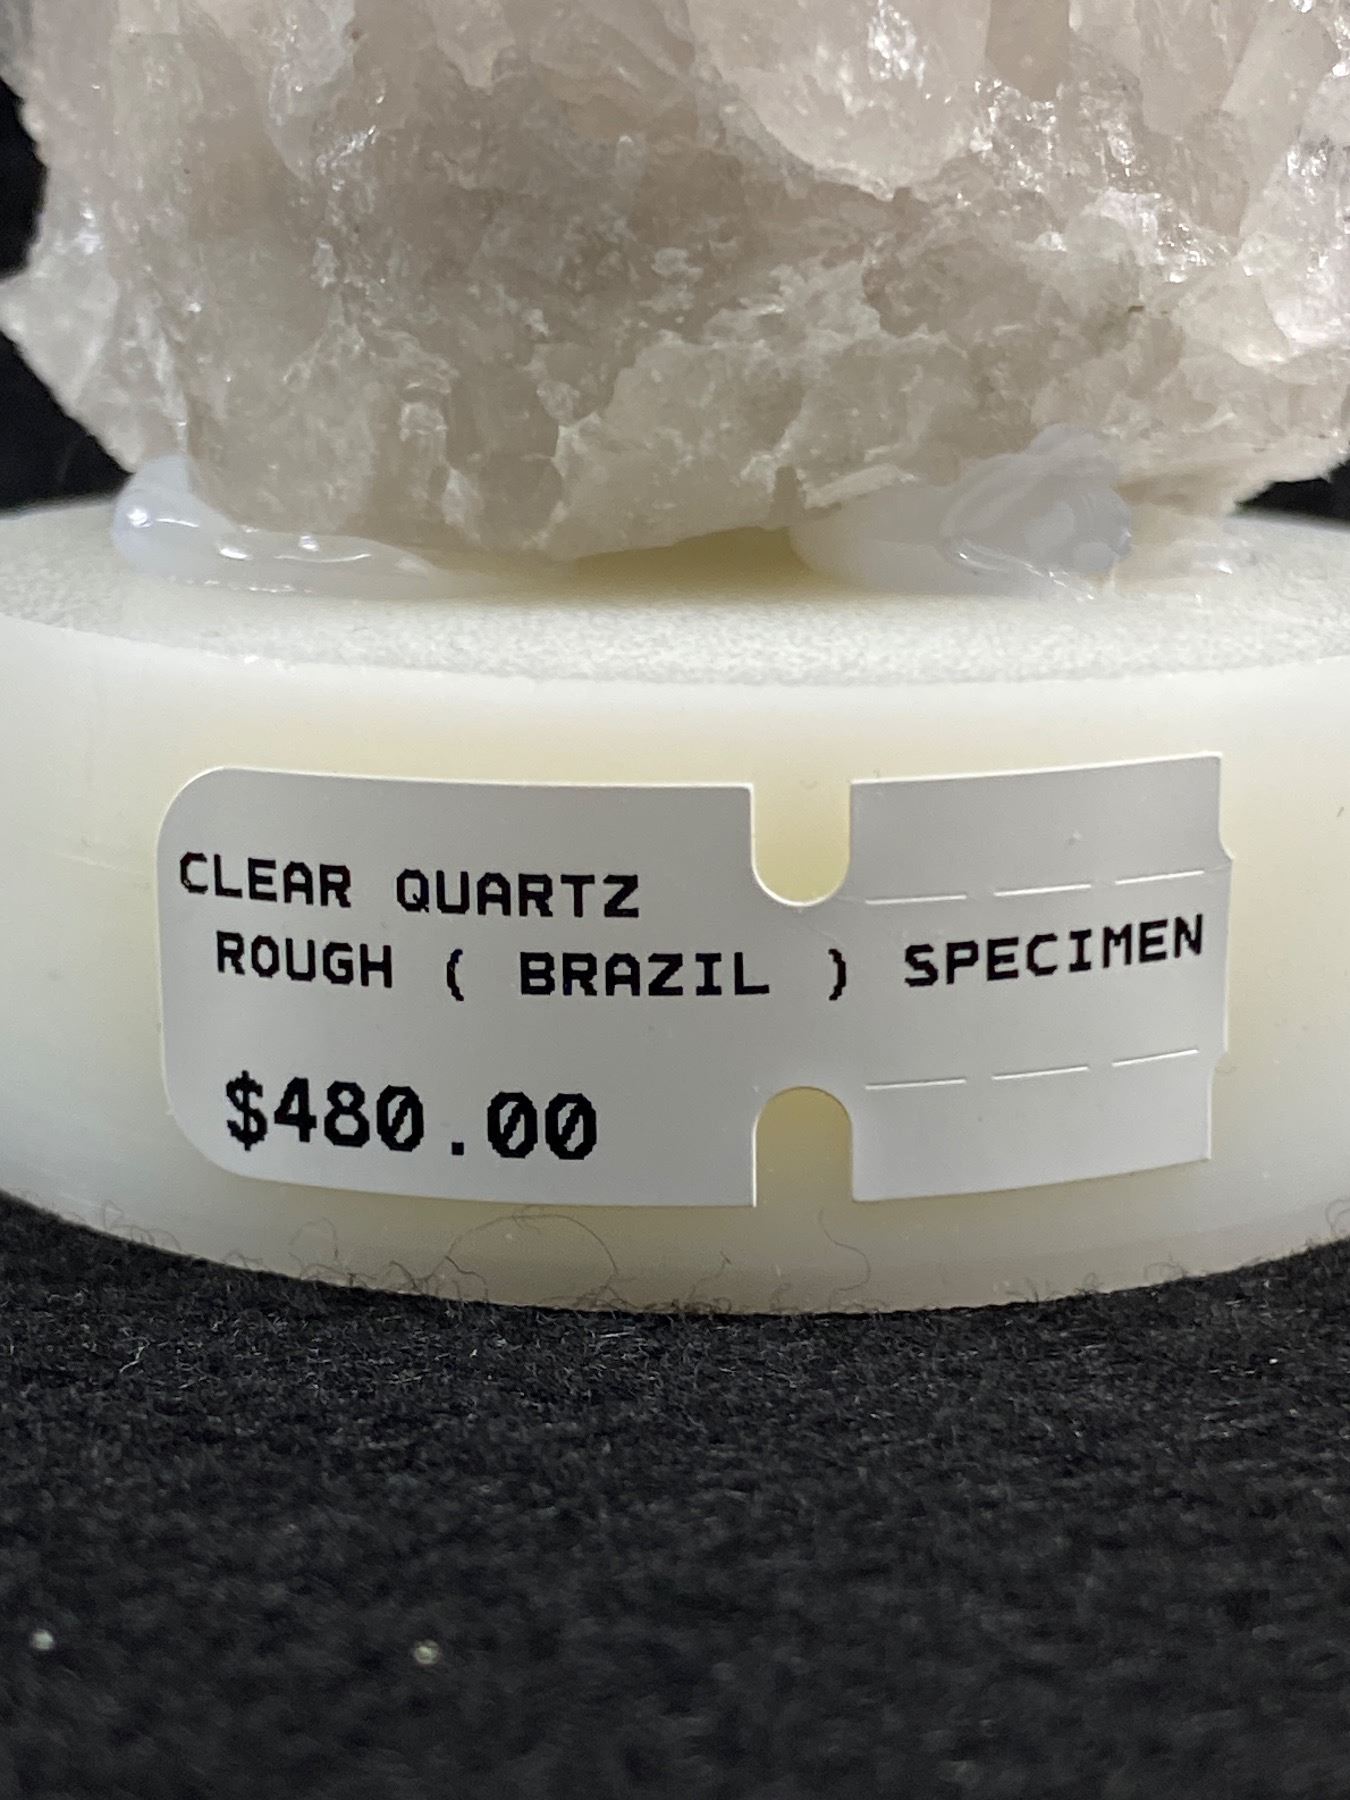 CLEAR QUARTZ
ROUGH ( BRAZIL ) SPECIMEN
$480.00